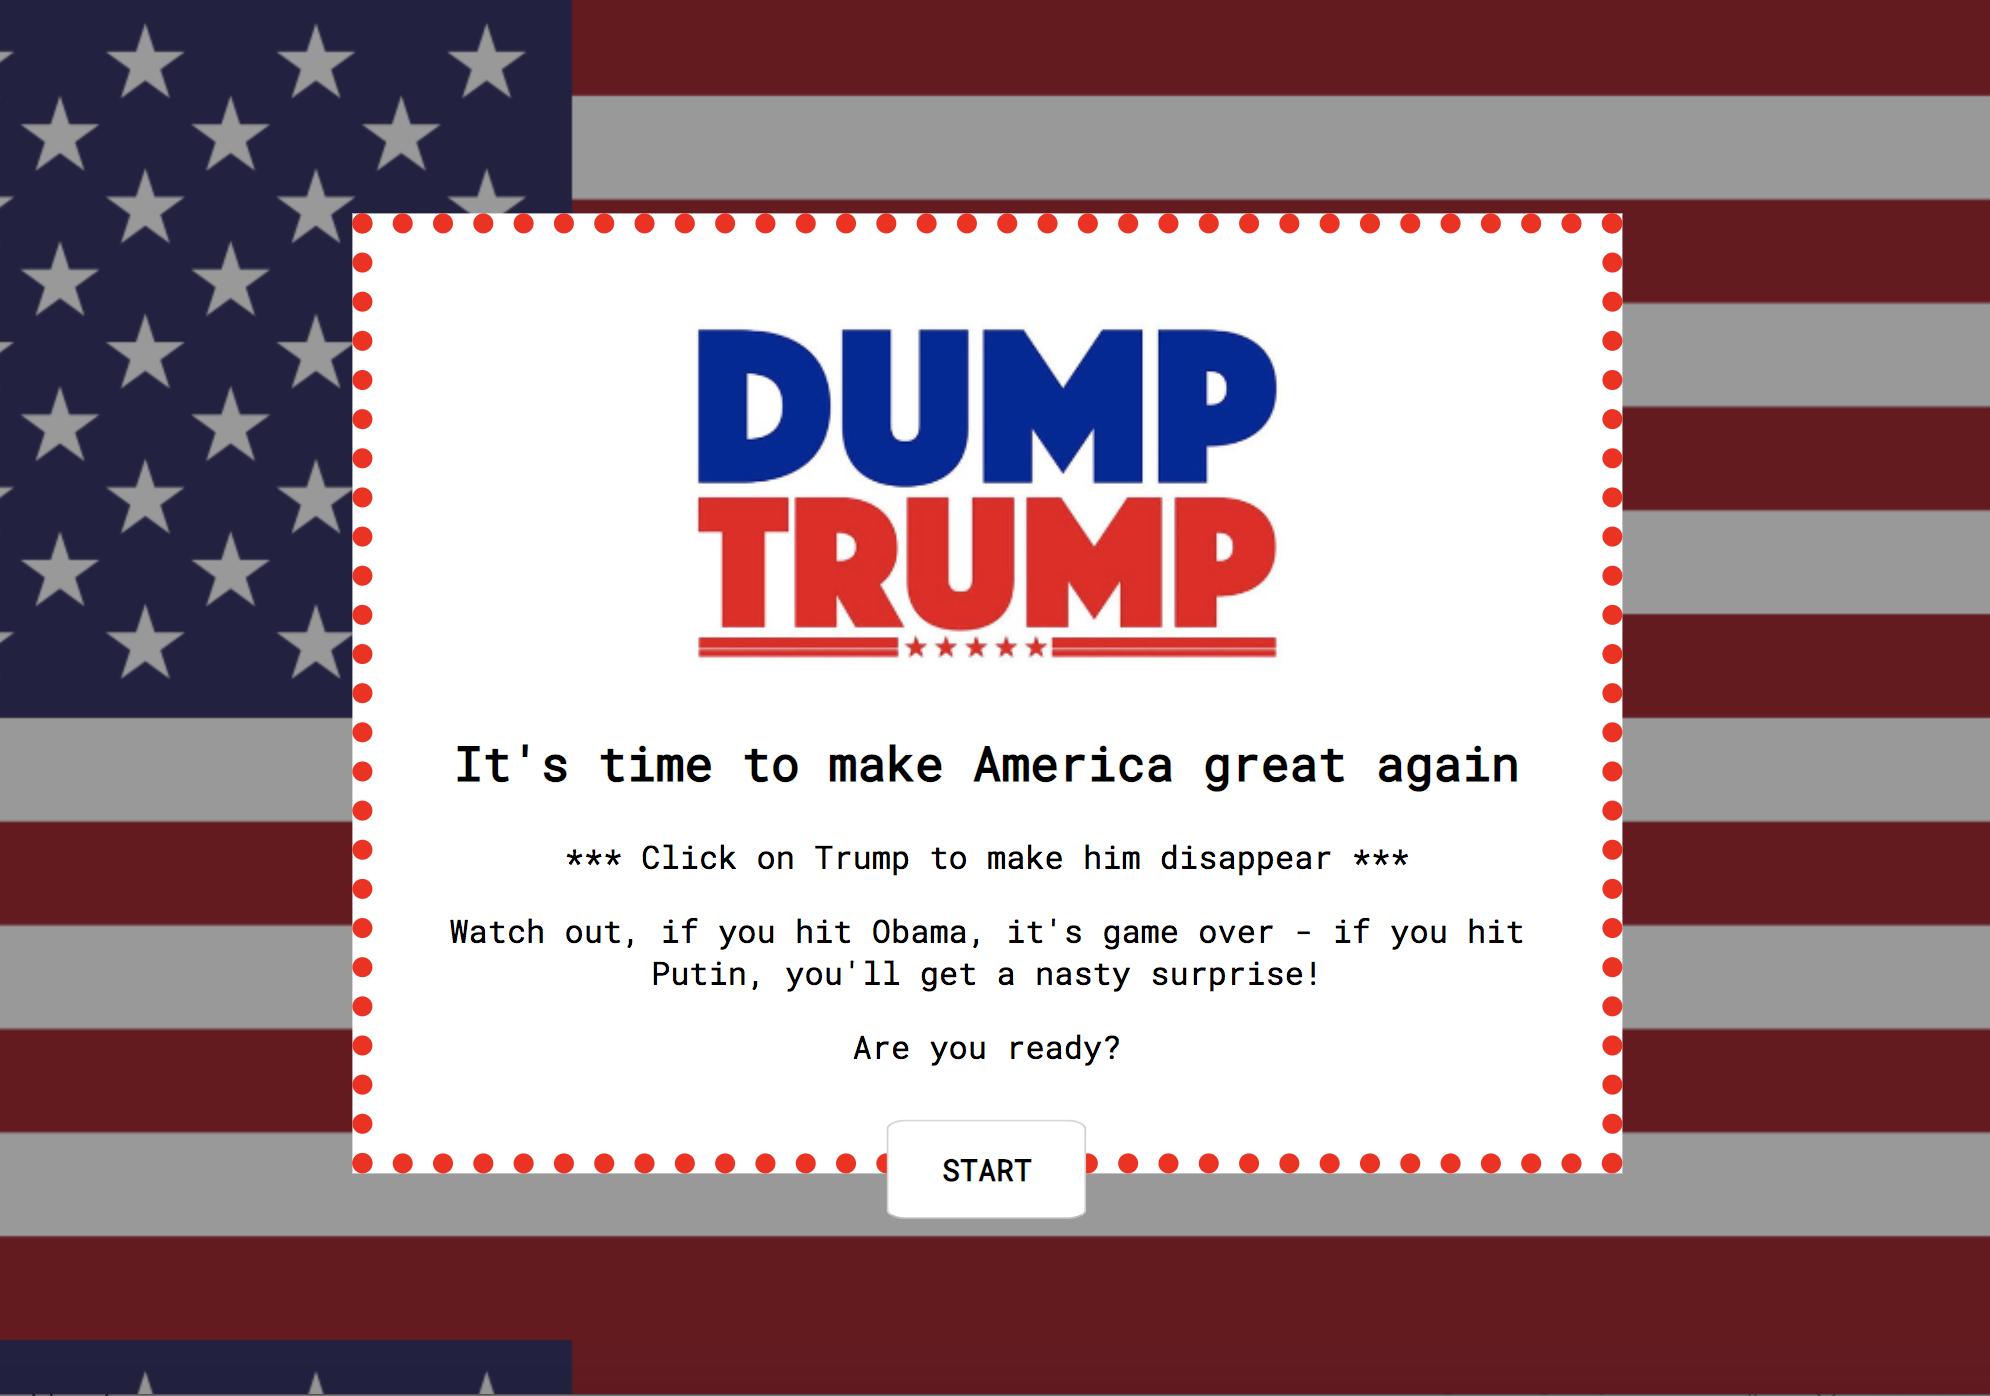 DUMP
TRUMP
It's time to make America great again
*** Click on Trump to make him disappear ***
Watch out, if you hit Obama, it's game over - if you hit
Putin, you'll get a nasty surprise!
Are you ready?
START